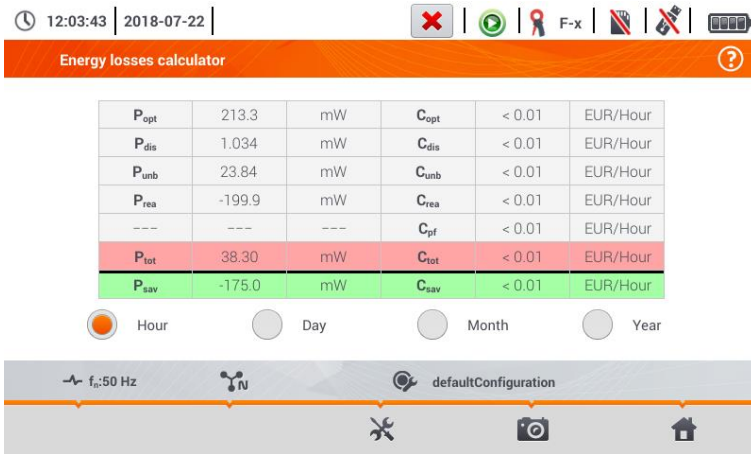 12:03:43 2018-07-22 F-x
Energy losses calculator ?
Popt 213.3 mW Copt < 0.01 EUR/Hour
Pdis 1.034 mW Cdis < 0.01 EUR/Hour
Punb 23.84 mW Cunb < 0.01 EUR/Hour
Prea -199.9 mW Crea < 0.01 EUR/Hour
--- --- --- Cpf < 0.01 EUR/Hour
Ptot 38.30 mW Ctot < 0.01 EUR/Hour
Psav -175.0 mW Csav < 0.01 EUR/Hour
Hour Day Month Year
fn:50 Hz N defaultConfiguration